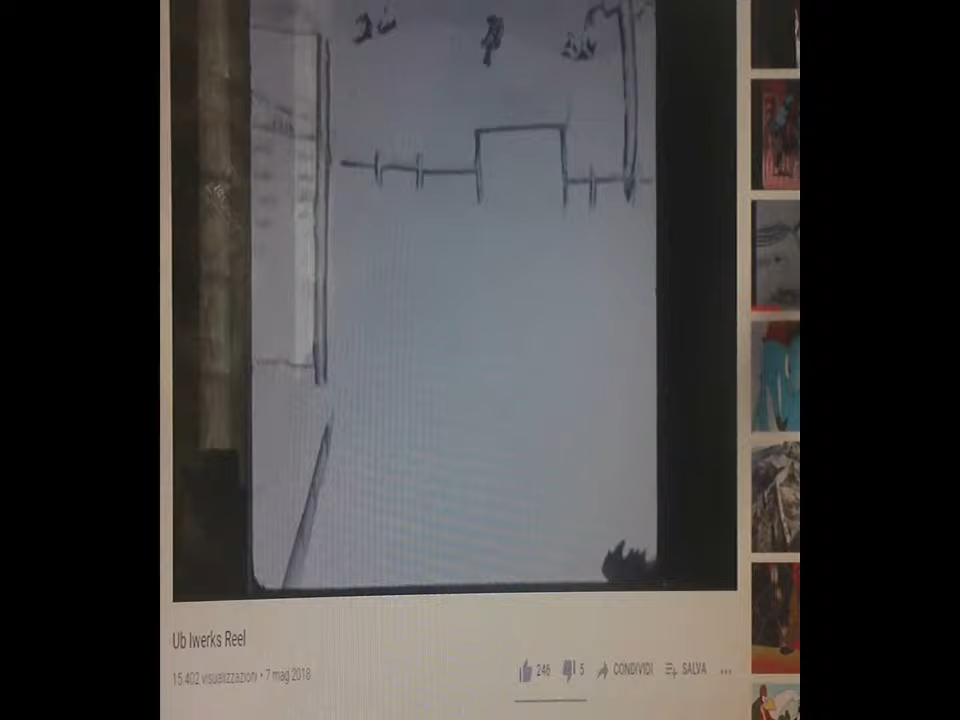 Ub Iwerks Reel
15.402 visualizzazioni • 7 mag 2018
246 5 CONDIVIDI SALVA ...